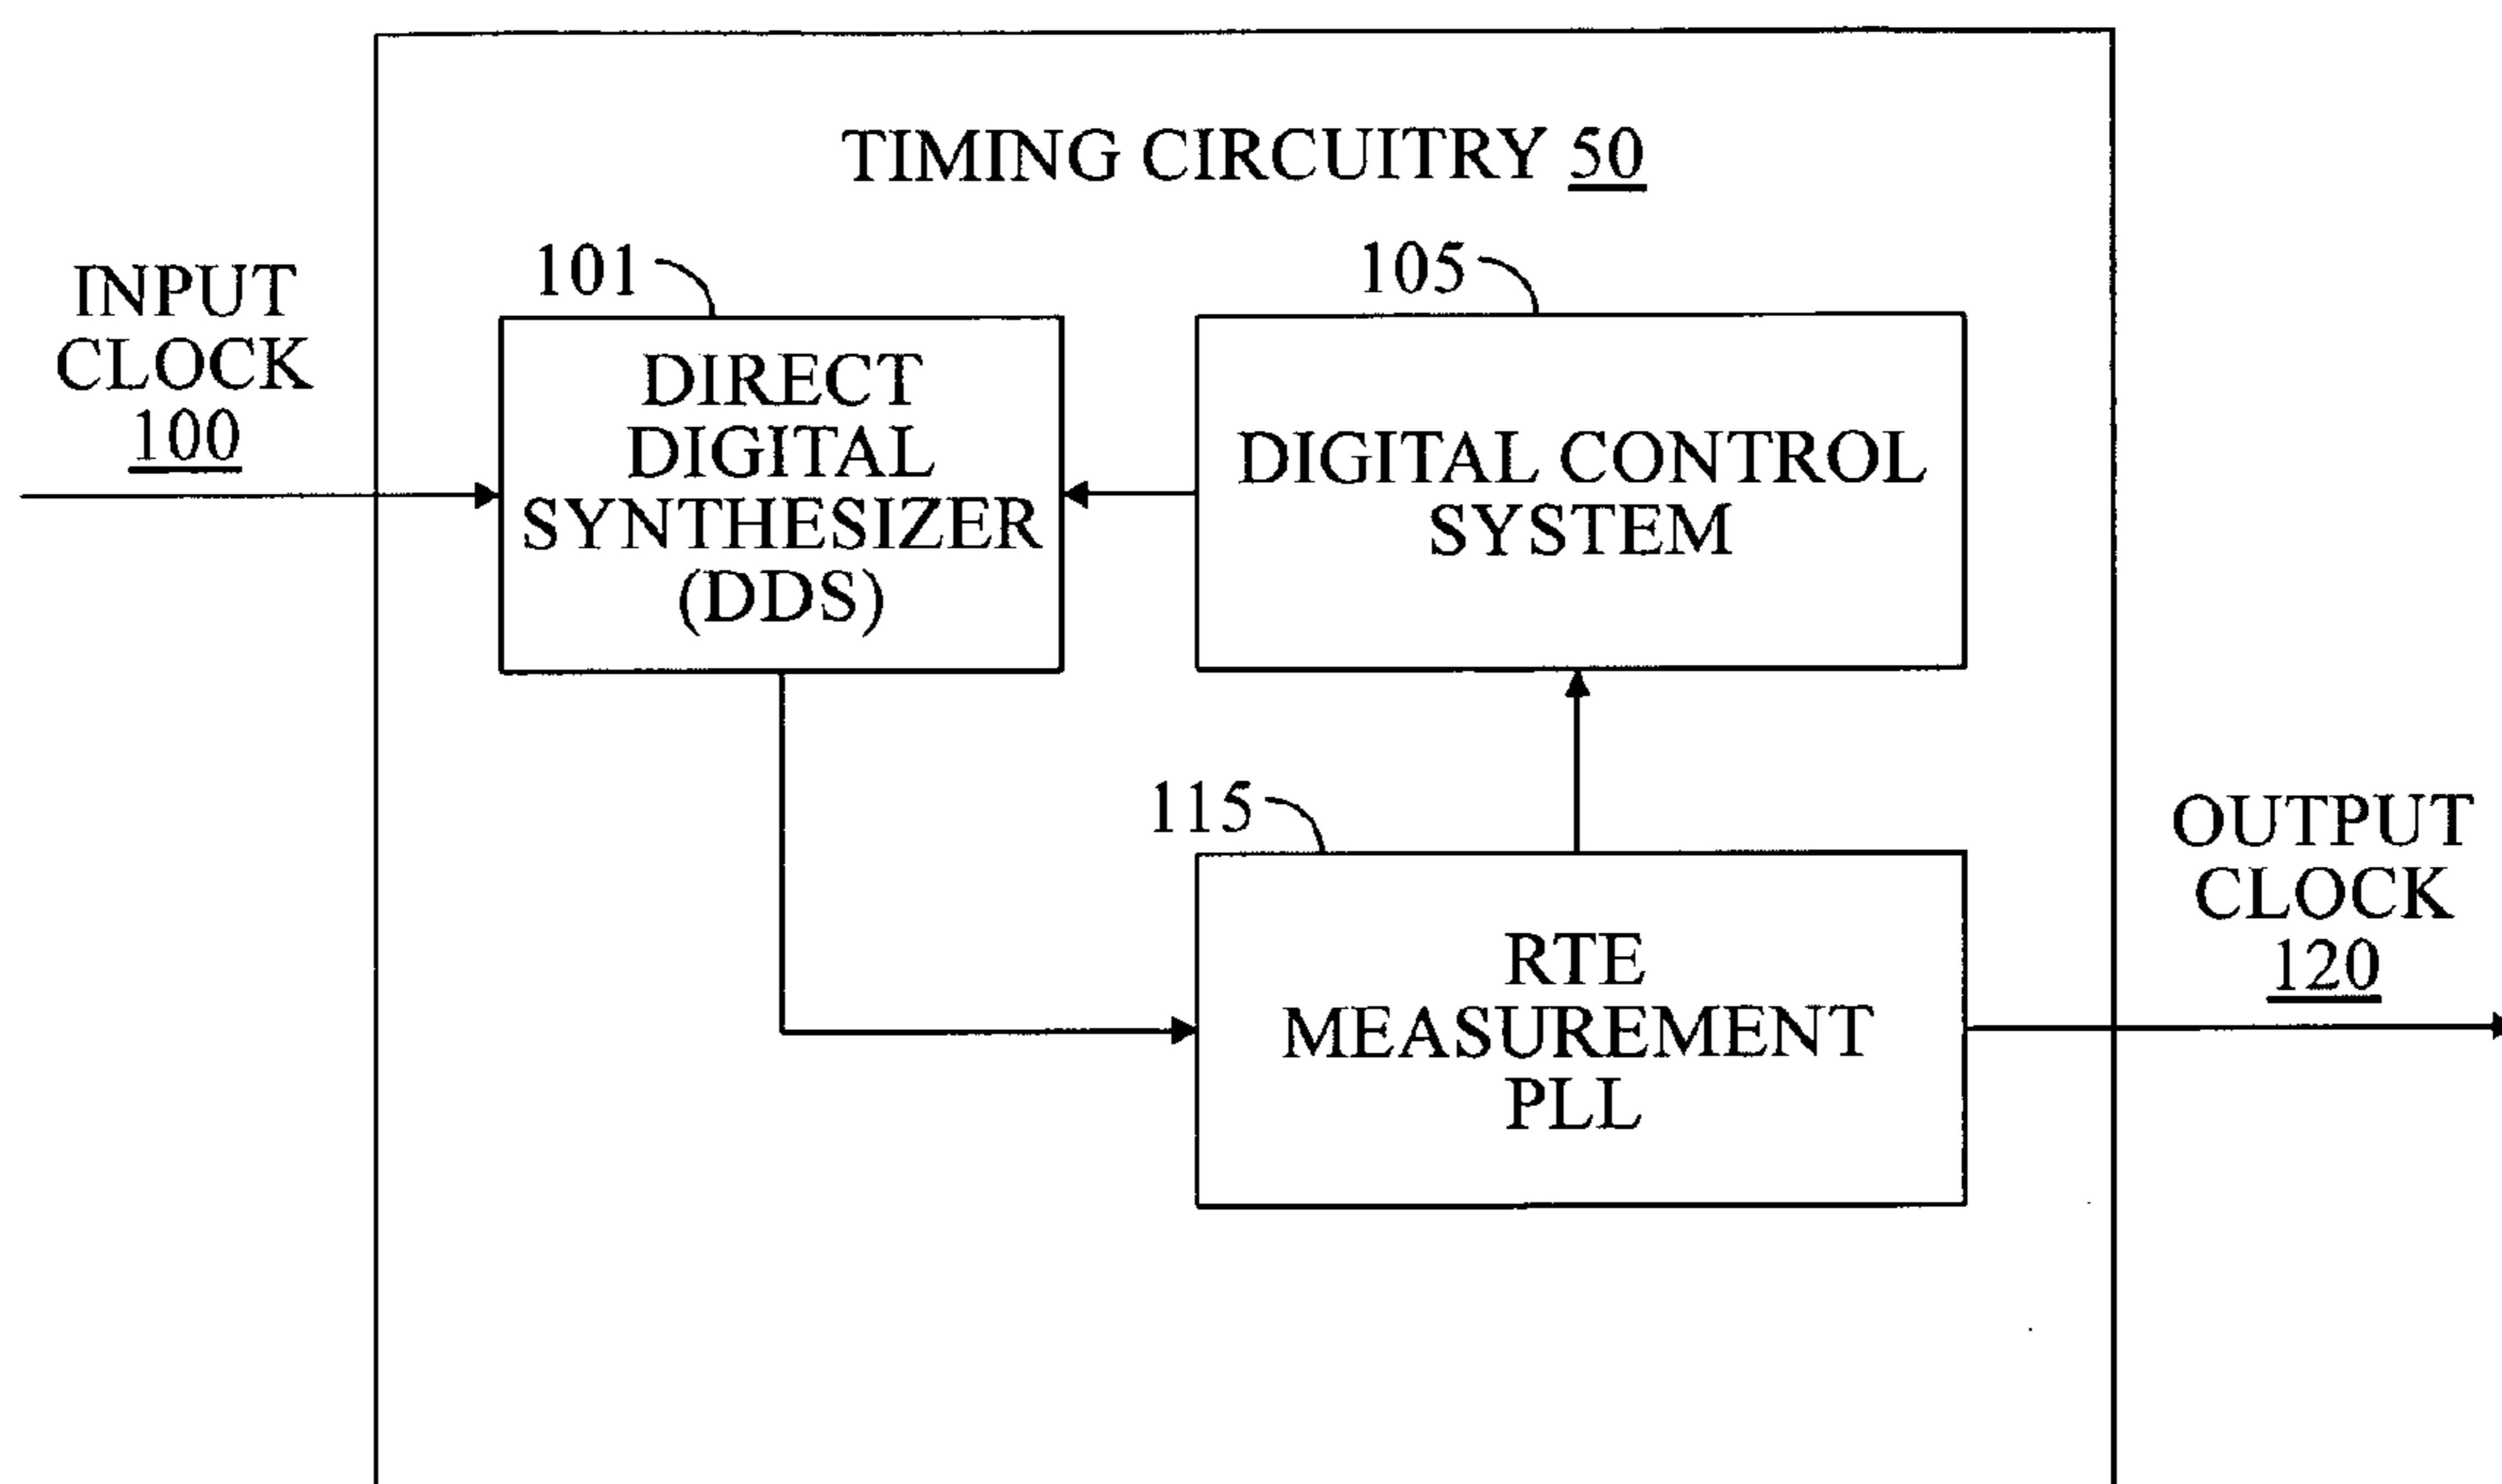 TIMING CIRCUITRY 50
INPUT
CLOCK
100
101
105
DIRECT
DIGITAL
SYNTHESIZER
(DDS)
DIGITAL CONTROL
SYSTEM
115
RTE
MEASUREMENT
PLL
OUTPUT
CLOCK
120